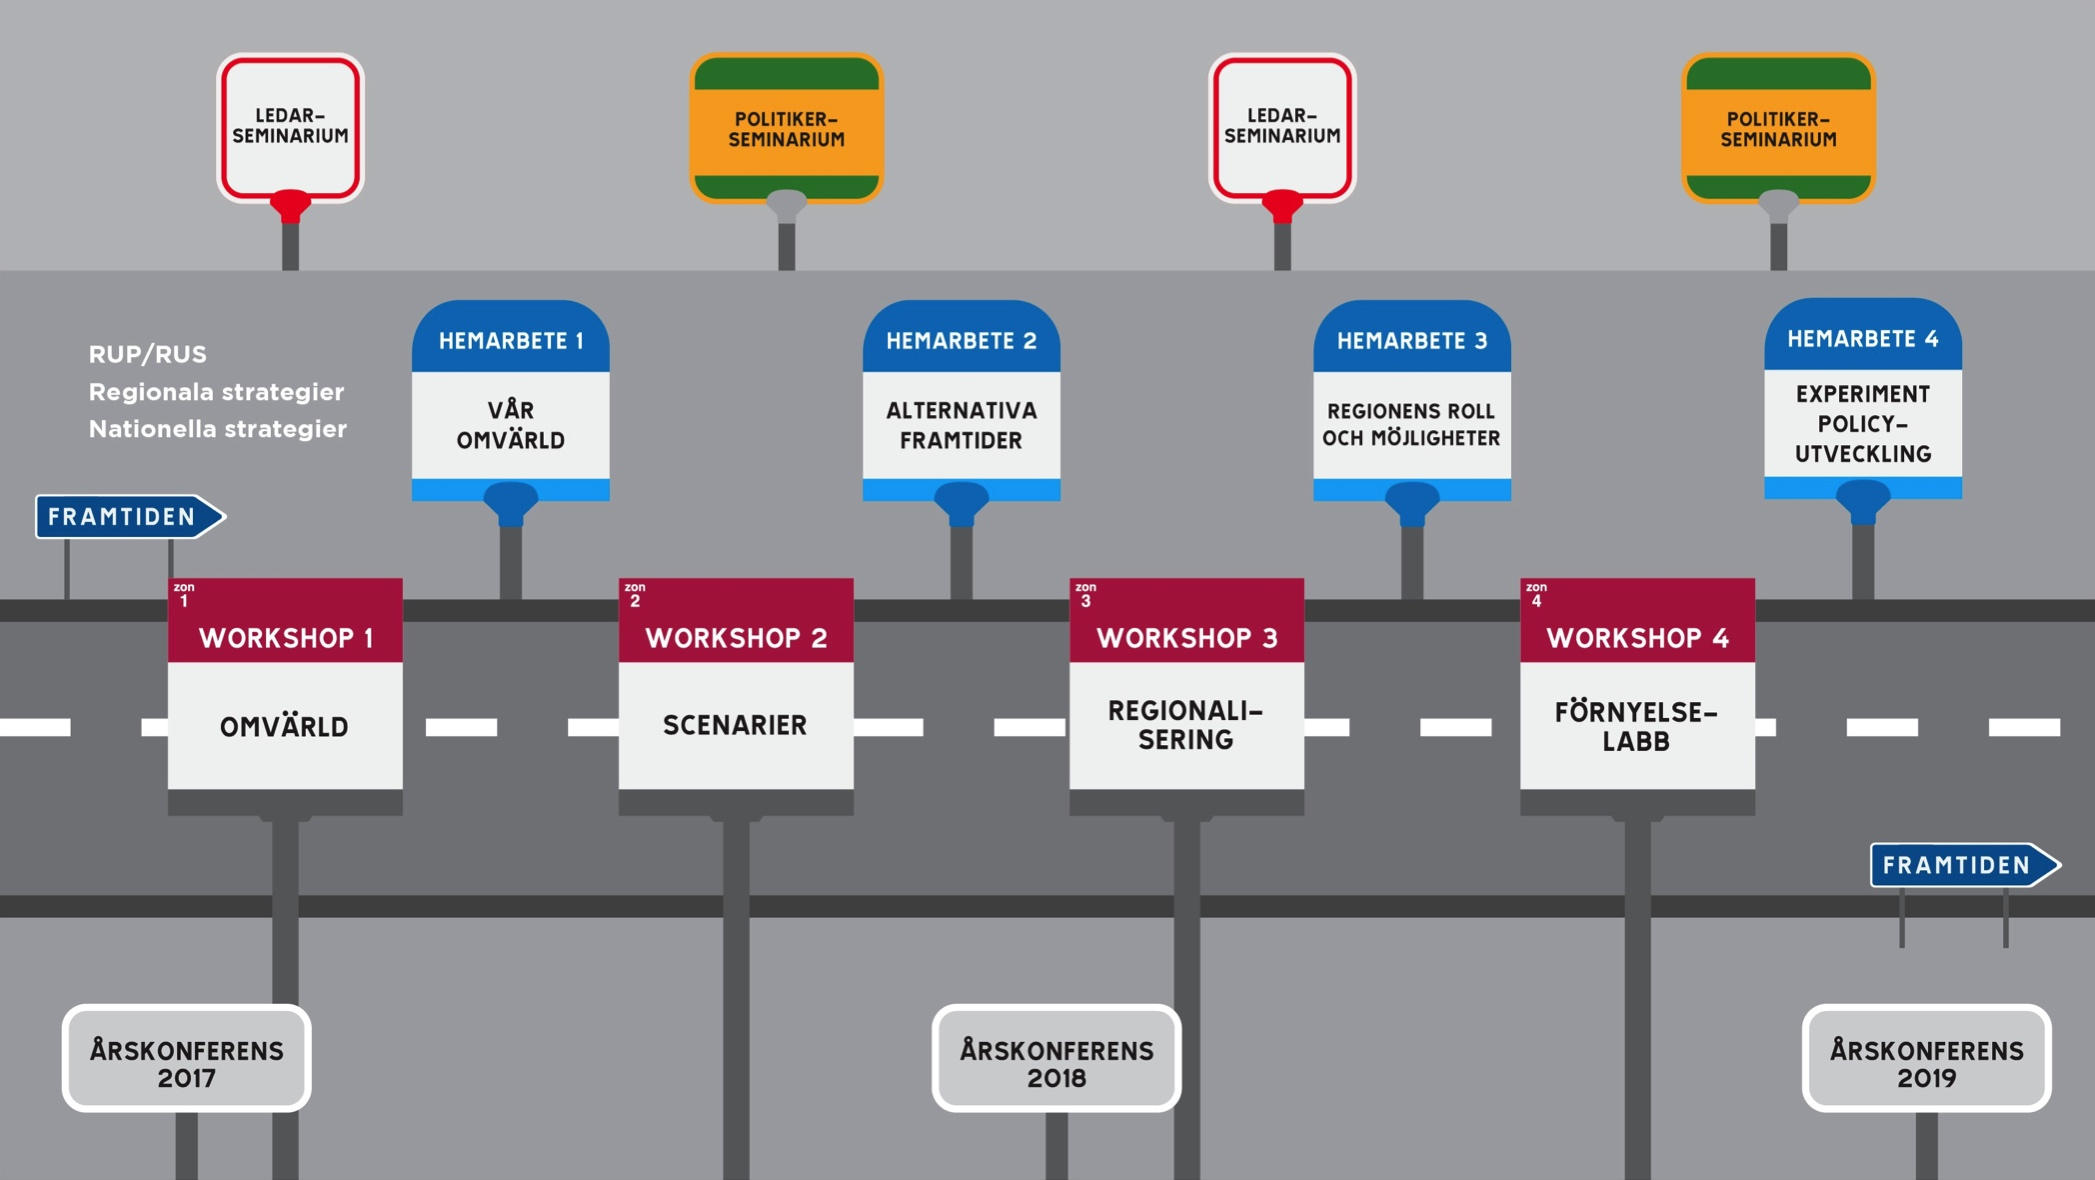 LEDAR-
SEMINARIUM
POLITIKER-
SEMINARIUM
LEDAR-
SEMINARIUM
POLITIKER-
SEMINARIUM
RUP/RUS
Regionala strategier
Nationella strategier
HEMARBETE 1
VÅR
OMVÄRLD
HEMARBETE 2
ALTERNATIVA
FRAMTIDER
HEMARBETE 3
REGIONENS ROLL
OCH MÖJLIGHETER
HEMARBETE 4
EXPERIMENT
POLICY-
UTVECKLING
FRAMTIDEN
zon
1
WORKSHOP 1
OMVÄRLD
zon
2
WORKSHOP 2
SCENARIER
zon
3
WORKSHOP 3
REGIONALI-
SERING
zon
4
WORKSHOP 4
FÖRNYELSE-
LABB
FRAMTIDEN
ÅRSKONFERENS
2017
ÅRSKONFERENS
2018
ÅRSKONFERENS
2019